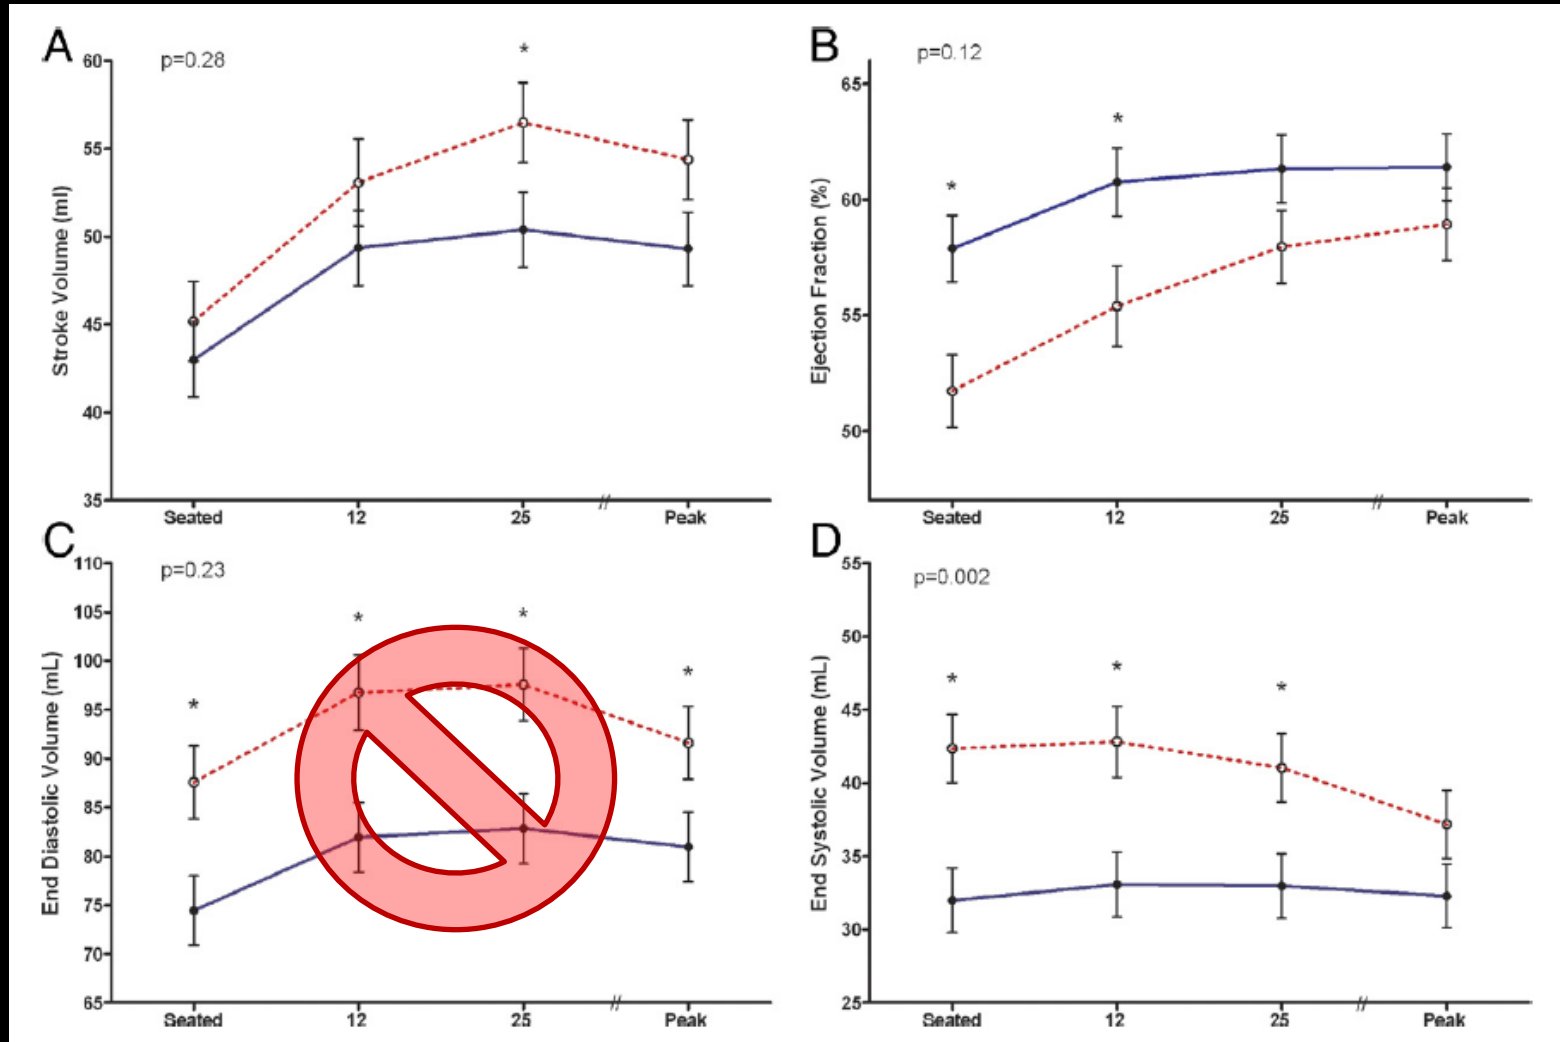 A
p=0.28
*
60
55
50
45
40
35
Stroke Volume (ml)
Seated 12 25 Peak
B
p=0.12
*
*
65
60
55
50
Ejection Fraction (%)
Seated 12 25 Peak
C
p=0.23
*
*
*
*
110
105
100
95
90
85
80
75
70
65
End Diastolic Volume (mL)
Seated 12 25 Peak
D
p=0.002
*
*
*
55
50
45
40
35
30
25
End Systolic Volume (mL)
Seated 12 25 Peak